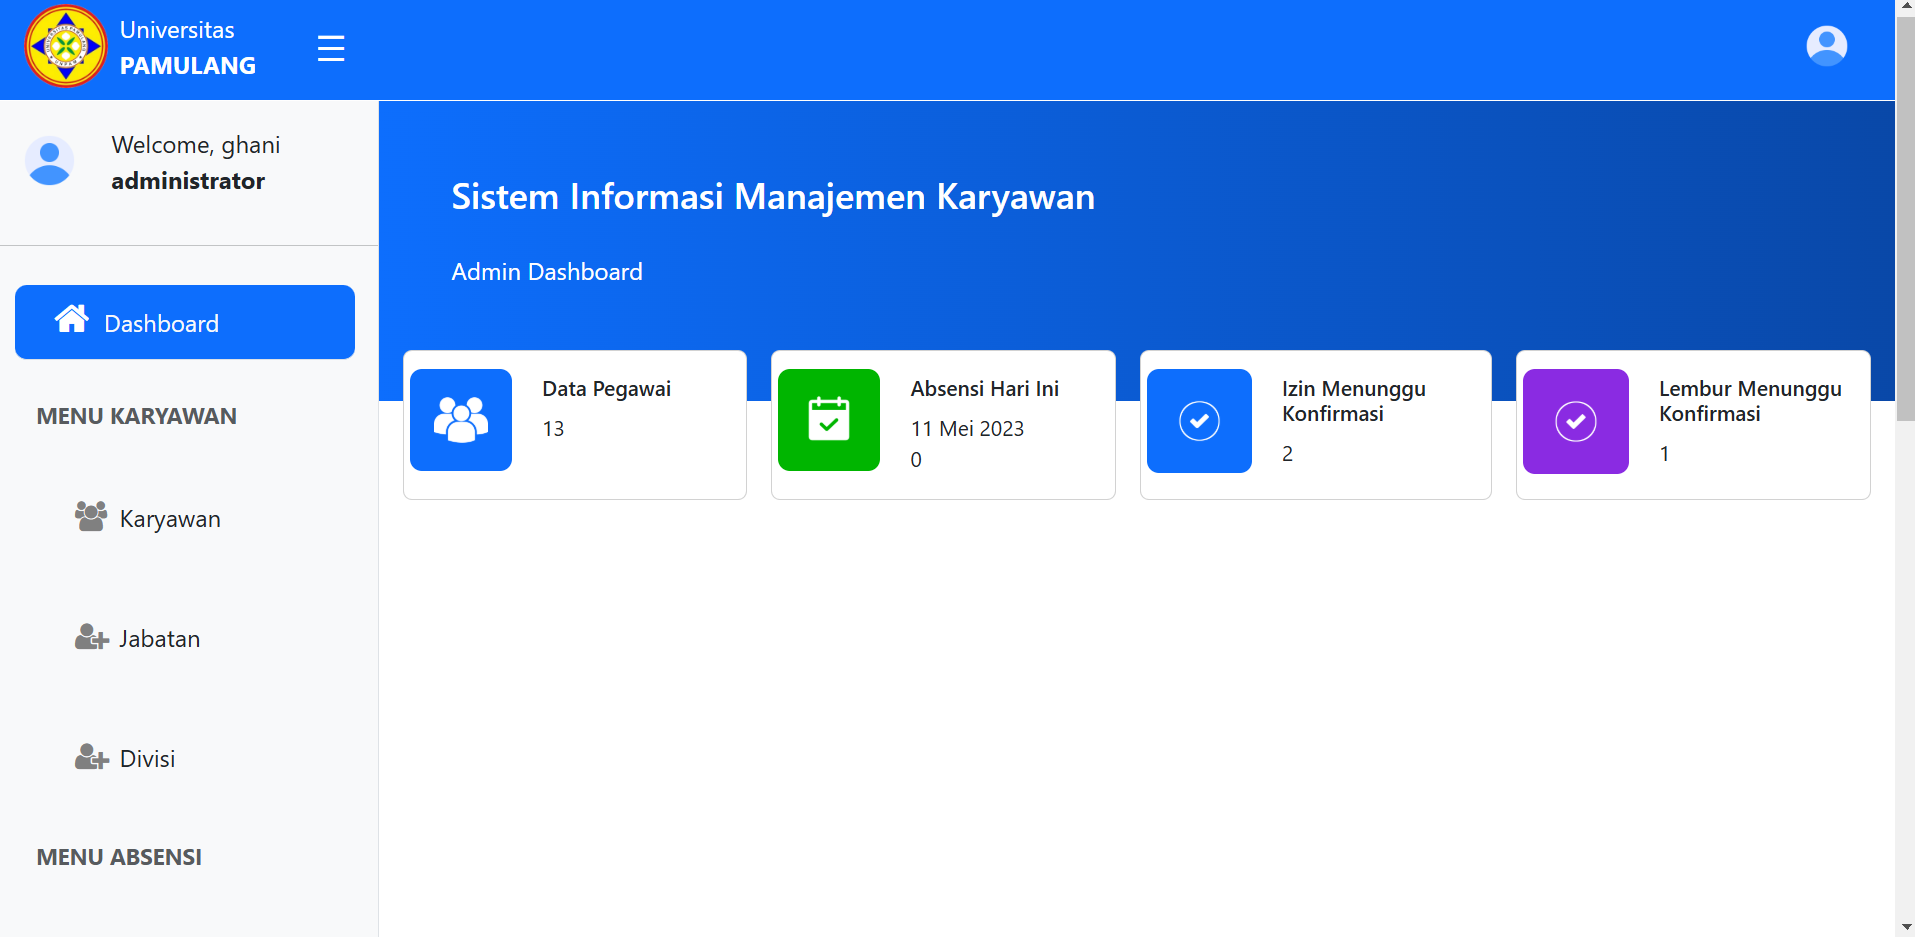 Universitas
PAMULANG
Welcome, ghani
administrator
Dashboard
MENU KARYAWAN
Karyawan
Jabatan
Divisi
MENU ABSENSI
Sistem Informasi Manajemen Karyawan
Admin Dashboard
Data Pegawai
13
Absensi Hari Ini
11 Mei 2023
0
Izin Menunggu
Konfirmasi
2
Lembur Menunggu
Konfirmasi
1